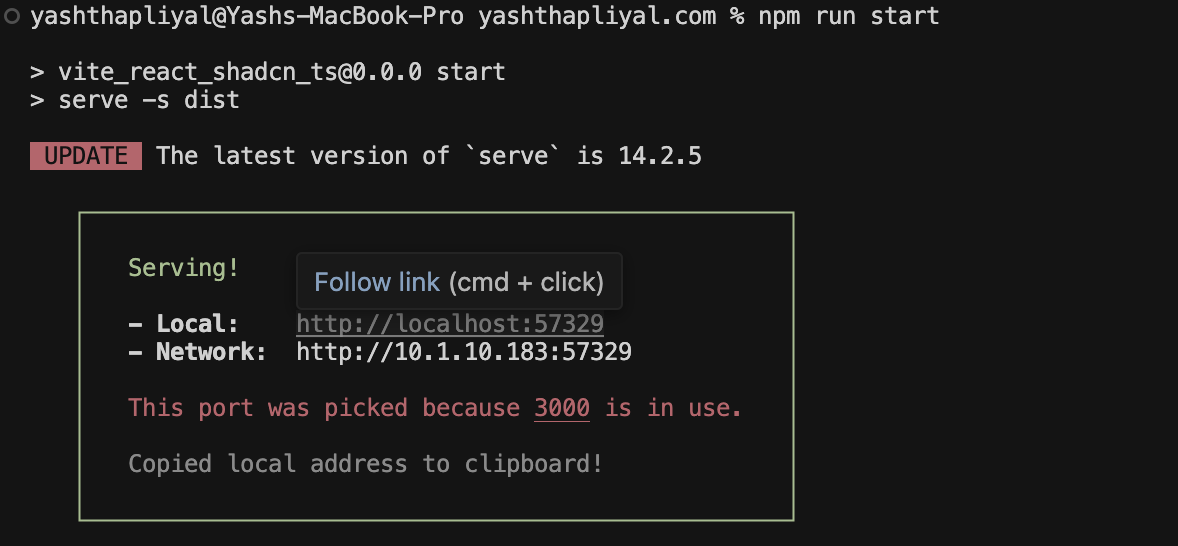 yashthapliyal@Yashs-MacBook-Pro yashthapliyal.com % npm run start
> vite_react_shadcn_ts@0.0.0 start
> serve -s dist
UPDATE The latest version of `serve` is 14.2.5
Serving!
Follow link (cmd + click)
- Local: http://localhost:57329
- Network: http://10.1.10.183:57329
This port was picked because 3000 is in use.
Copied local address to clipboard!